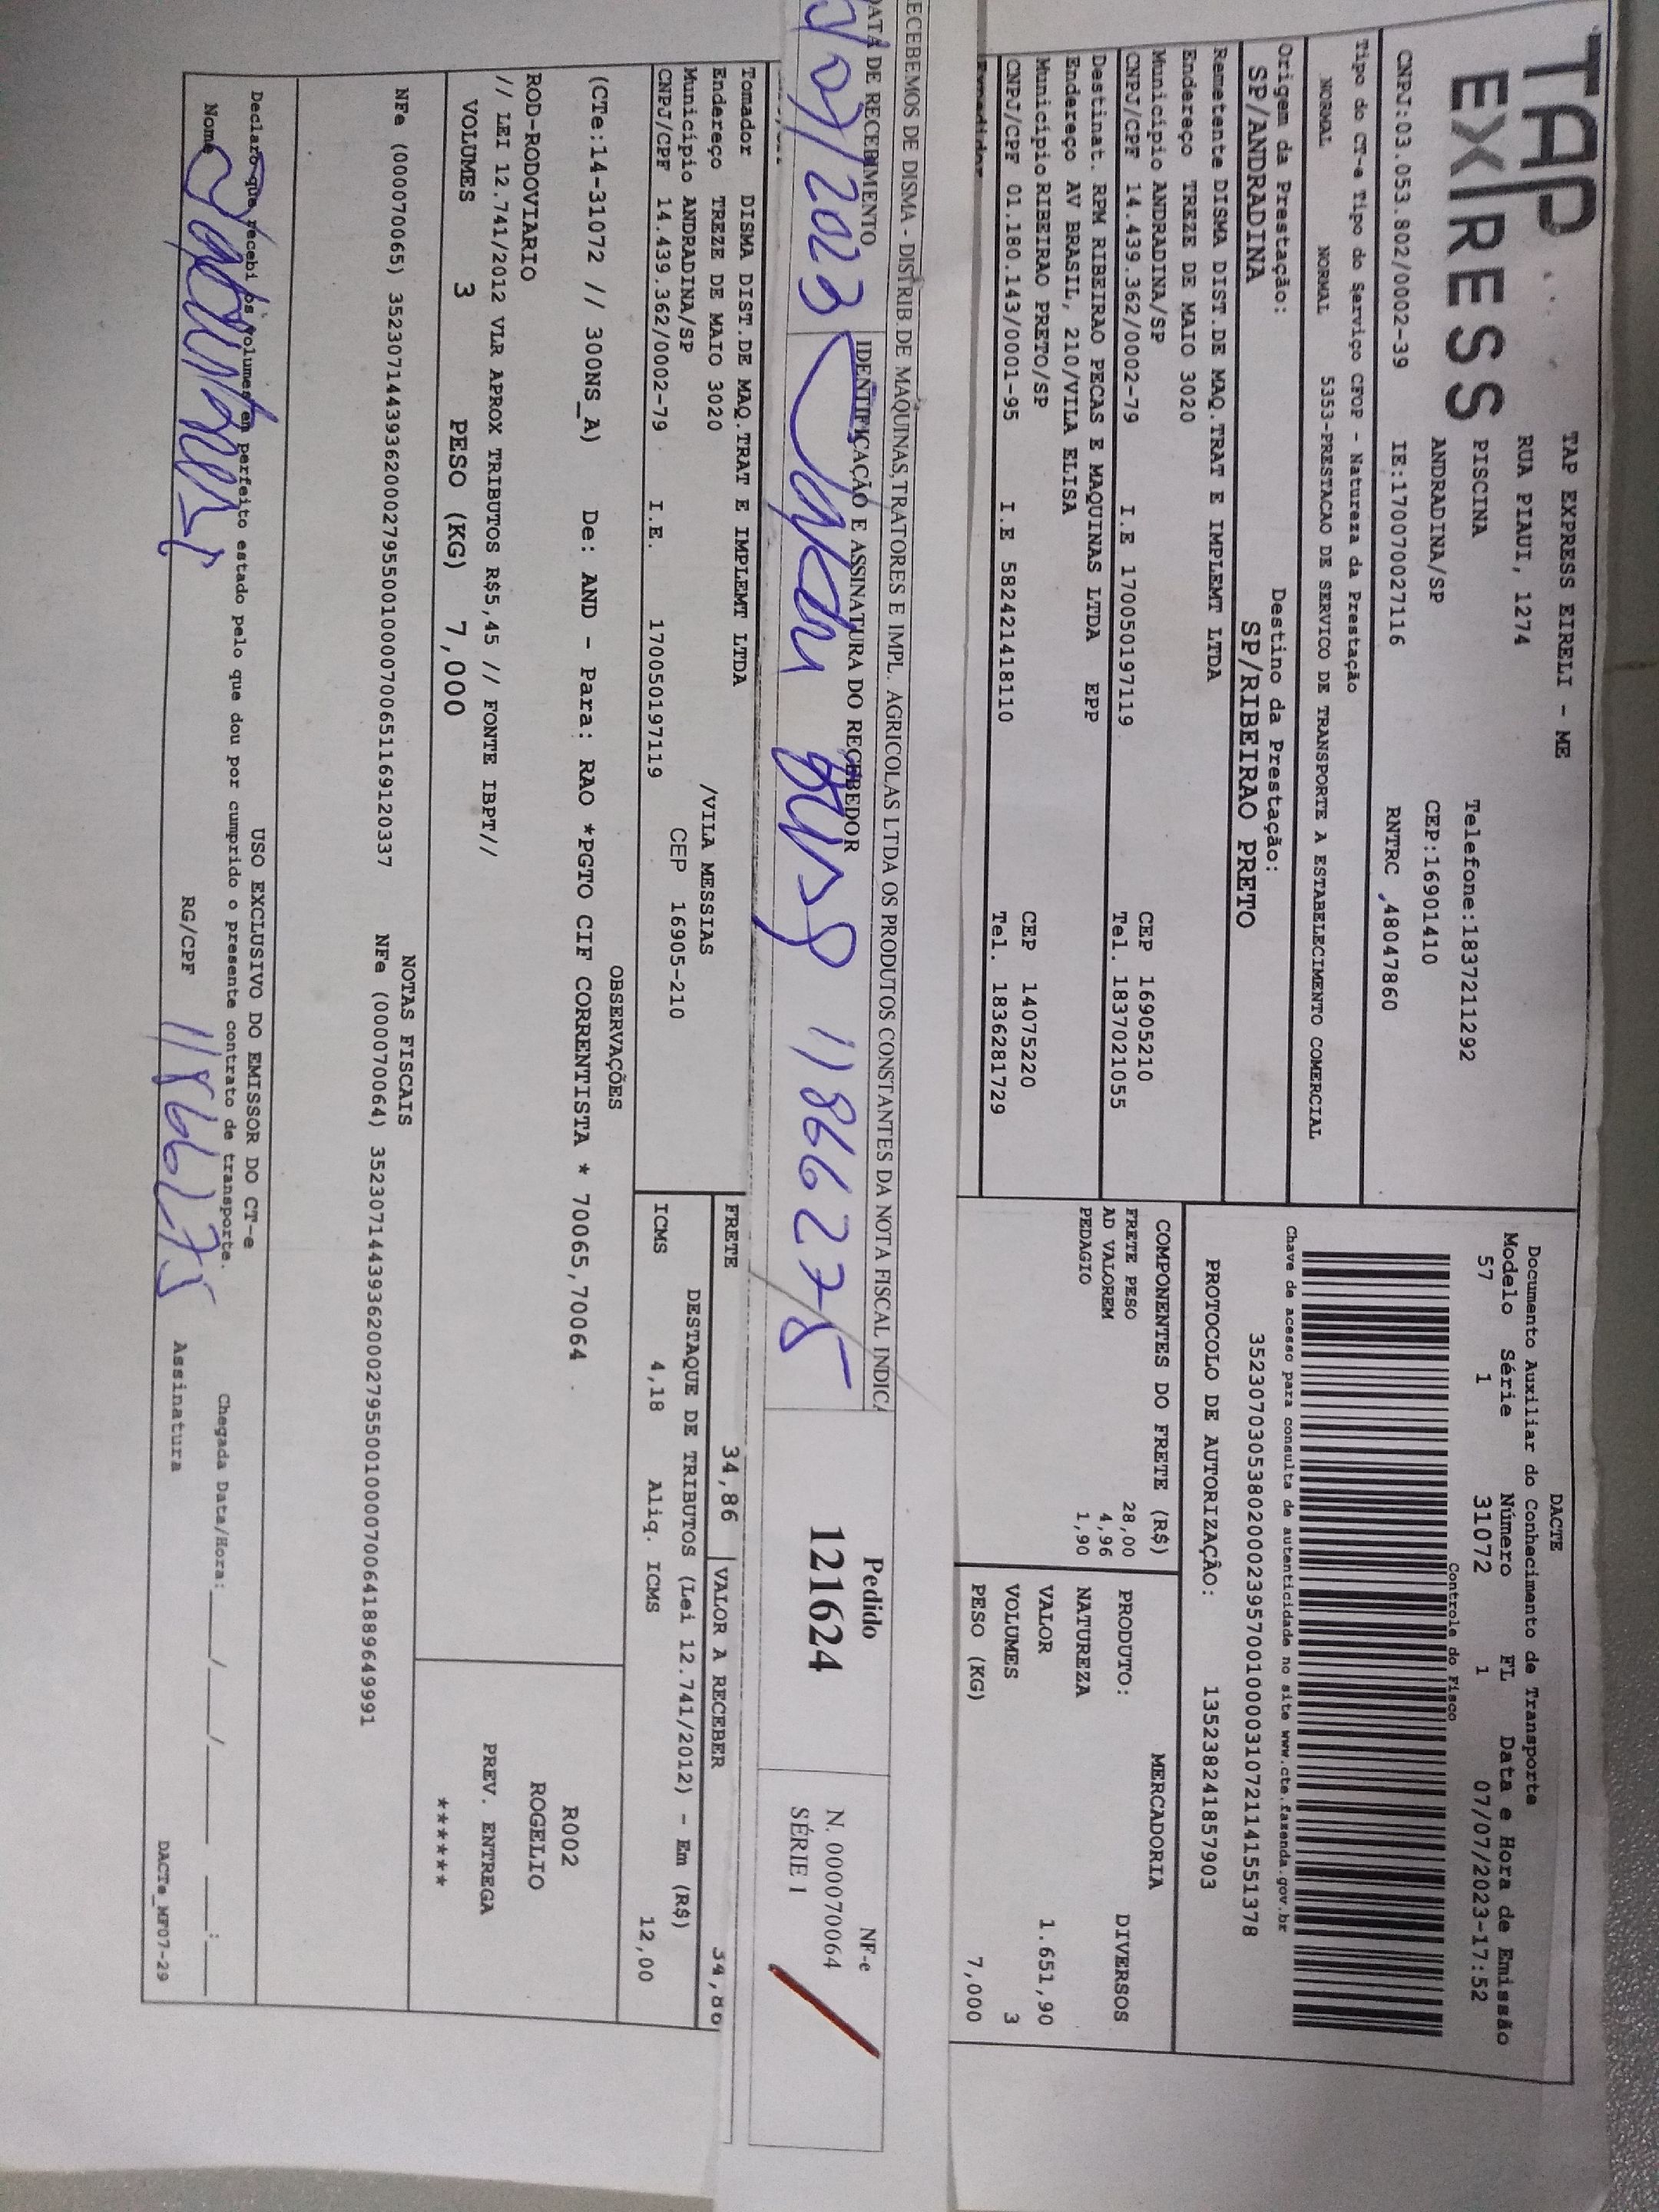 TAP
EXPRESS
TAP EXPRESS EIRELI - ME
RUA PIAUI, 1274
PISCINA Telefone:1837211292
ANDRADINA/SP CEP:16901410
CNPJ:03.053.802/0002-39 IE:170070027116 RNTRC ,48047860
DACTE
Documento Auxiliar do Conhecimento de Transporte
Modelo Série Número FL Data e Hora de Emissão
57 1 31072 1 07/07/2023-17:52
Controle do Fisco
Tipo do CT-e Tipo do Serviço CFOP - Natureza da Prestação
NORMAL NORMAL 5353-PRESTACAO DE SERVICO DE TRANSPORTE A ESTABELECIMENTO COMERCIAL
Chave de acesso para consulta de autenticidade no site www.cte.fazenda.gov.br
35230703053802000239570010000310721141551378
Origem da Prestação: Destino da Prestação:
SP/ANDRADINA SP/RIBEIRAO PRETO
PROTOCOLO DE AUTORIZAÇÃO: 135238241857903
Remetente DISMA DIST.DE MAQ.TRAT E IMPLEMT LTDA
Endereço TREZE DE MAIO 3020
Município ANDRADINA/SP CEP 16905210
CNPJ/CPF 14.439.362/0002-79 I.E 170050197119 Tel. 1837021055
Destinat. RPM RIBEIRAO PECAS E MAQUINAS LTDA EPP
Endereço AV BRASIL, 210/VILA ELISA
Município RIBEIRAO PRETO/SP CEP 14075220
CNPJ/CPF 01.180.143/0001-95 I.E 582421418110 Tel. 1836281729
COMPONENTES DO FRETE (R$)
FRETE PESO 28,00
AD VALOREM 4,96
PEDAGIO 1,90
MERCADORIA
PRODUTO: DIVERSOS
NATUREZA
VALOR 1.651,90
VOLUMES 3
PESO (KG) 7,000
ECEBEMOS DE DISMA - DISTRIB.DE MAQUINAS,TRATORES E IMPL. AGRICOLAS LTDA OS PRODUTOS CONSTANTES DA NOTA FISCAL INDICA
DATA DE RECEBIMENTO IDENTIFICAÇÃO E ASSINATURA DO RECEBEDOR
/2023 118662775
Pedido
121624
NF-e
N. 000070064
SÉRIE 1
Tomador DISMA DIST.DE MAQ.TRAT E IMPLEMT LTDA
Endereço TREZE DE MAIO 3020 /VILA MESSIAS
Município ANDRADINA/SP CEP 16905-210
CNPJ/CPF 14.439.362/0002-79 I.E. 170050197119
FRETE 34,86 VALOR A RECEBER 34,86
DESTAQUE DE TRIBUTOS (Lei 12.741/2012) - Em (R$)
ICMS 4,18 Aliq. ICMS 12,00
OBSERVAÇÕES
(CTe:14-31072 // 300NS_A) De: AND - Para: RAO *PGTO CIF CORRENTISTA * 70065,70064
ROD-RODOVIARIO
// LEI 12.741/2012 VLR APROX TRIBUTOS R$5,45 // FONTE IBPT//
VOLUMES 3 PESO (KG) 7,000
R002
ROGELIO
PREV. ENTREGA
******
NOTAS FISCAIS
NFe (000070065) 35230714439362000279550010000700651169120337 NFe (000070064) 35230714439362000279550010000700641889649991
USO EXCLUSIVO DO EMISSOR DO CT-e
Declaro que recebi os volumes em perfeito estado pelo que dou por cumprido o presente contrato de transporte.
Chegada Data/Hora:____/____/______ ____:____
Nome RG/CPF Assinatura
DACTe_MF07-29